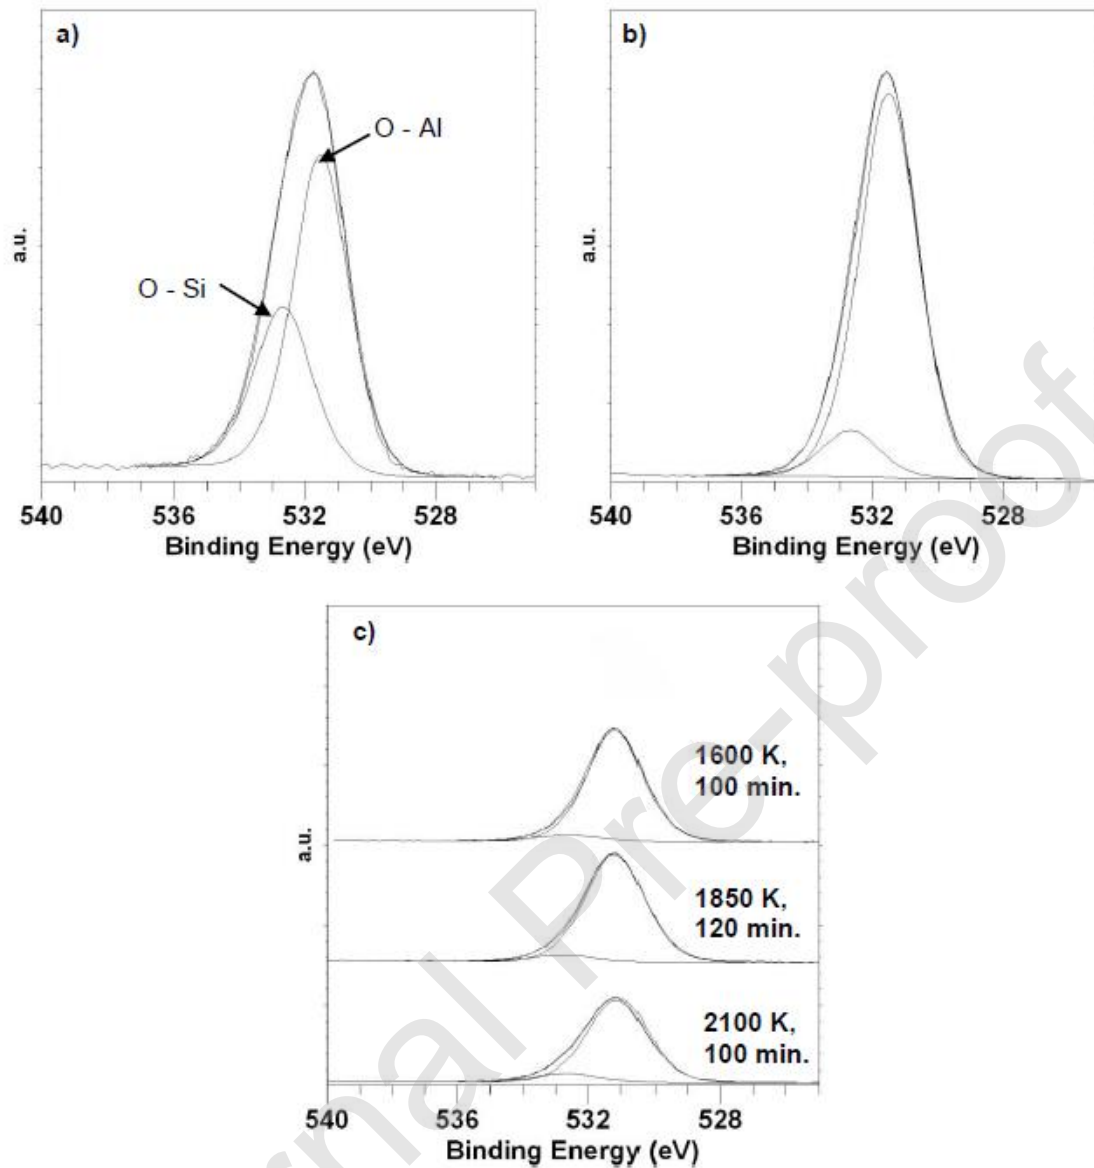 a)
O - Al
O - Si
a.u.
540 536 532 528
Binding Energy (eV)
b)
a.u.
540 536 532 528
Binding Energy (eV)
c)
1600 K,
100 min.
1850 K,
120 min.
2100 K,
100 min.
a.u.
540 536 532 528
Binding Energy (eV)
rnal Pre-proof